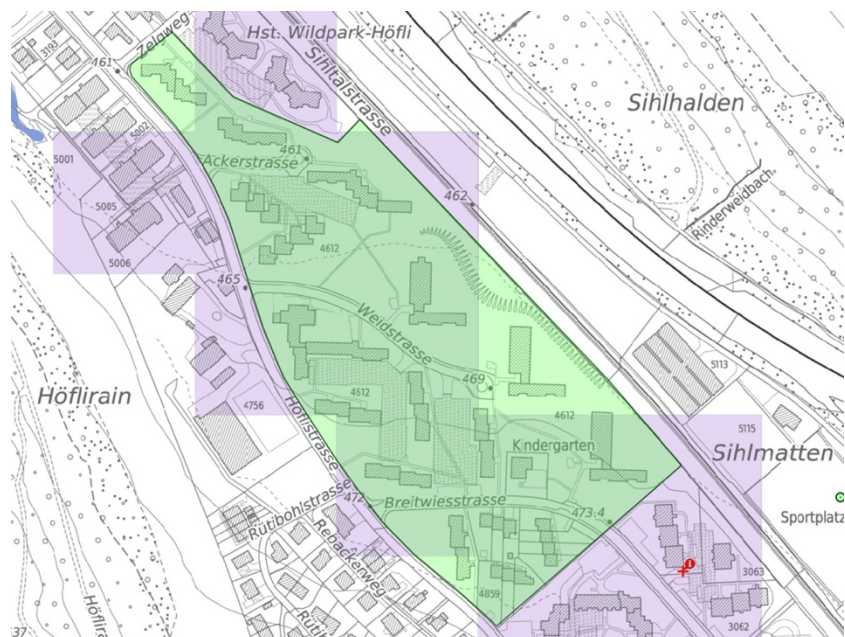 Zelgweg
Hst. Wildpark-Höfli
3193
461
Sihltalstrasse
Sihlhalden
5002
5001
461
Ackerstrasse
Rinderweidbach
5005
462
5006
4612
465
Weidstrasse
5113
469
Höflirain
4612
4756
4612
5115
Höflistrasse
Kindergarten
Sihlmatten
472
Breitwiesstrasse
473.4
Sportplatz
Rütibohlstrasse
Rebackerweg
3063
4859
3062
Höflirain
37